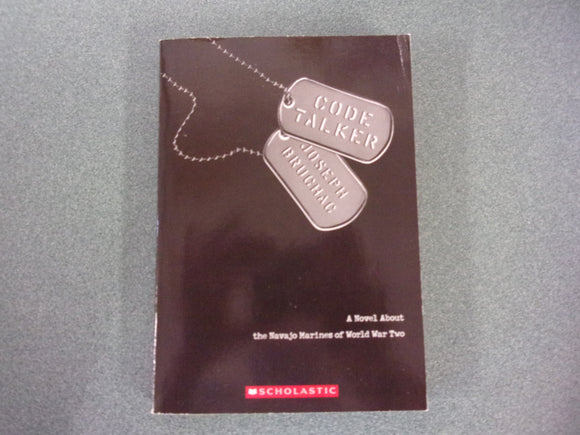 CODE
TALKER
JOSEPH
BRUCHAC
A Novel About
the Navajo Marines of World War Two
SCHOLASTIC